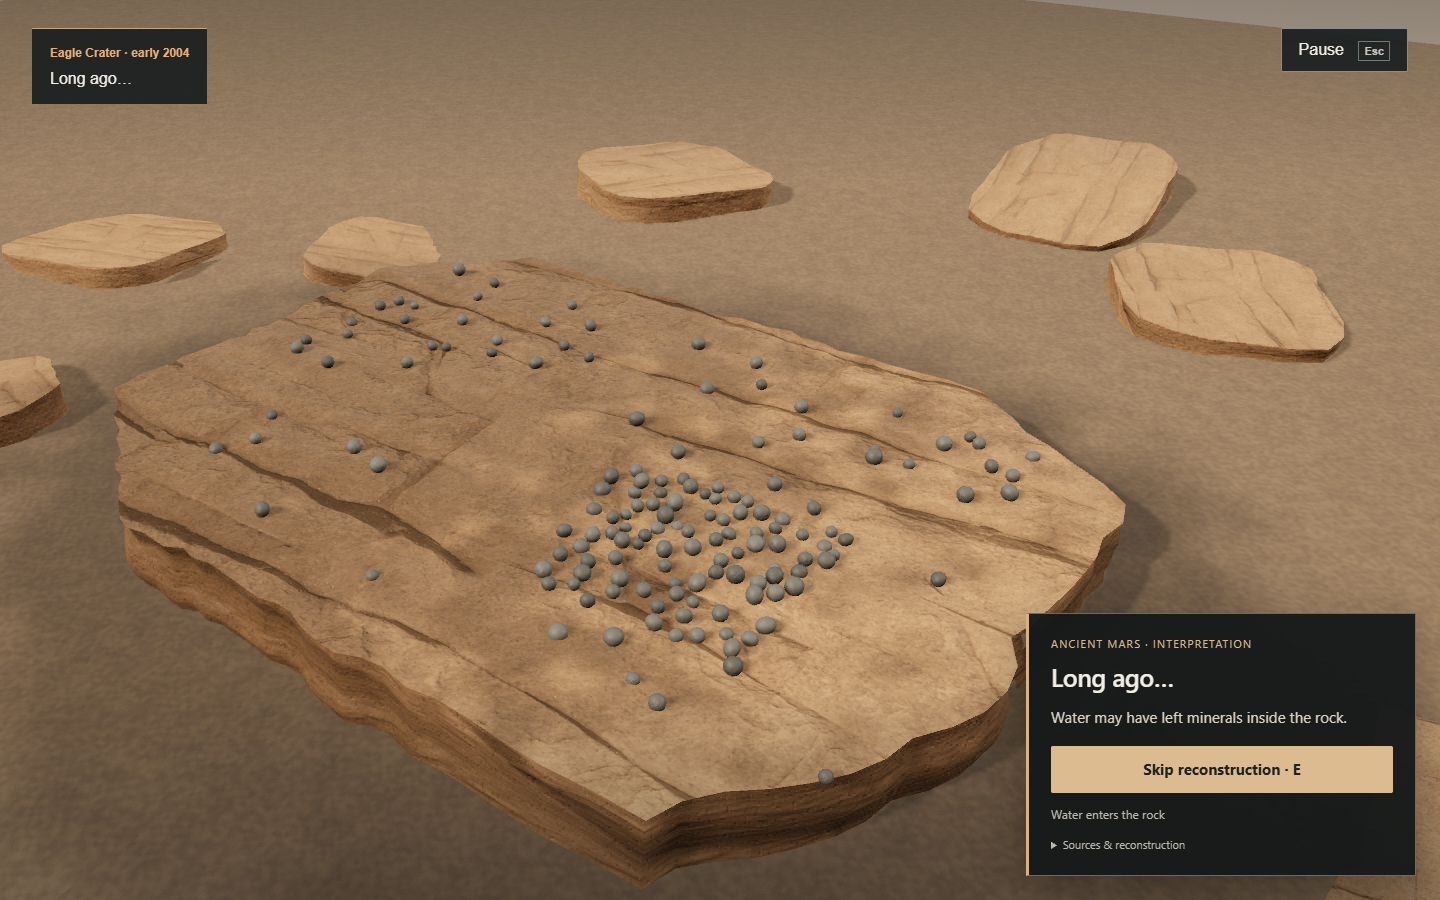 Eagle Crater · early 2004
Long ago...
Pause Esc
ANCIENT MARS · INTERPRETATION
Long ago...
Water may have left minerals inside the rock.
Skip reconstruction · E
Water enters the rock
▶ Sources & reconstruction